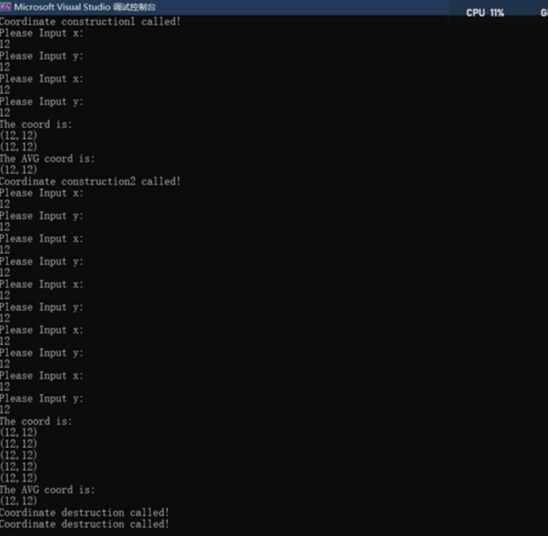 Microsoft Visual Studio 调试控制台
CPU 11%
Coordinate construction1 called!
Please Input x:
12
Please Input y:
12
Please Input x:
12
Please Input y:
12
The coord is:
(12,12)
(12,12)
The AVG coord is:
(12,12)
Coordinate construction2 called!
Please Input x:
12
Please Input y:
12
Please Input x:
12
Please Input y:
12
Please Input x:
12
Please Input y:
12
Please Input x:
12
Please Input y:
12
Please Input x:
12
Please Input y:
12
The coord is:
(12,12)
(12,12)
(12,12)
(12,12)
(12,12)
The AVG coord is:
(12,12)
Coordinate destruction called!
Coordinate destruction called!